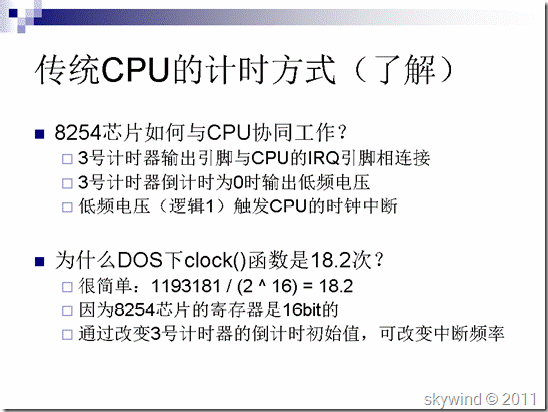 传统CPU的计时方式（了解）
8254芯片如何与CPU协同工作？
3号计时器输出引脚与CPU的IRQ引脚相连接
3号计时器倒计时为0时输出低频电压
低频电压（逻辑1）触发CPU的时钟中断
为什么DOS下clock()函数是18.2次？
很简单：1193181 / (2 ^ 16) = 18.2
因为8254芯片的寄存器是16bit的
通过改变3号计时器的倒计时初始值，可改变中断频率
skywind © 2011